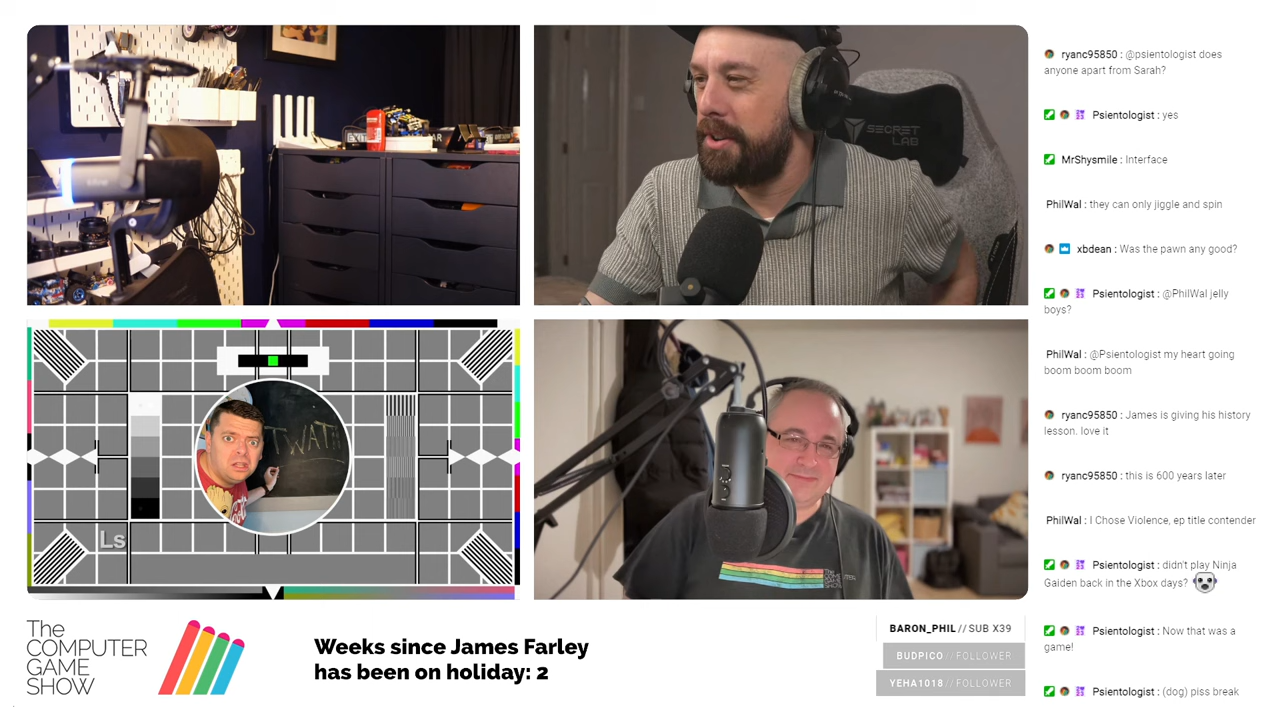 EXIT
SECRET
LAB
TWAT!
Ls
THE COMPUTER
GAME SHOW
The
COMPUTER
GAME
SHOW
Weeks since James Farley
has been on holiday: 2
BARON_PHIL // SUB X39
BUDPICO // FOLLOWER
YEHA1018 // FOLLOWER
ryanc95850 : @psientologist does
anyone apart from Sarah?
Psientologist : yes
MrShysmile : Interface
PhilWal : they can only jiggle and spin
xbdean : Was the pawn any good?
Psientologist : @PhilWal jelly
boys?
PhilWal : @Psientologist my heart going
boom boom boom
ryanc95850 : James is giving his history
lesson. love it
ryanc95850 : this is 600 years later
PhilWal : I Chose Violence, ep title contender
Psientologist : didn't play Ninja
Gaiden back in the Xbox days?
Psientologist : Now that was a
game!
Psientologist : (dog) piss break